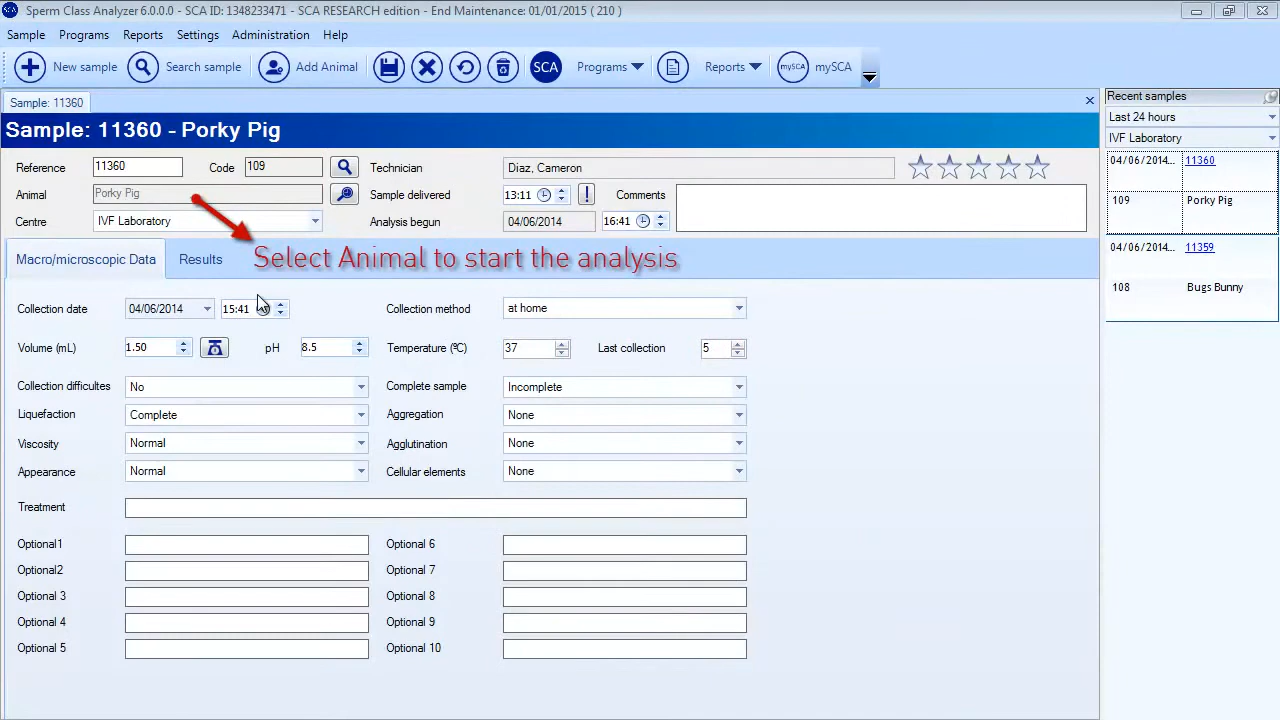 SCA Sperm Class Analyzer 6.0.0.0 - SCA ID: 1348233471 - SCA RESEARCH edition - End Maintenance: 01/01/2015 ( 210 )
Sample Programs Reports Settings Administration Help
New sample Search sample Add Animal SCA Programs Reports mySCA mySCA
Sample: 11360
Sample: 11360 - Porky Pig
Reference 11360 Code 109 Technician Diaz, Cameron
Animal Porky Pig Sample delivered 13:11 ! Comments
Centre IVF Laboratory Analysis begun 04/06/2014 16:41
Macro/microscopic Data Results Select Animal to start the analysis
Collection date 04/06/2014 15:41 Collection method at home
Volume (mL) 1.50 pH 8.5 Temperature (ºC) 37 Last collection 5
Collection difficultes No Complete sample Incomplete
Liquefaction Complete Aggregation None
Viscosity Normal Agglutination None
Appearance Normal Cellular elements None
Treatment
Optional1 Optional 6
Optional2 Optional 7
Optional 3 Optional 8
Optional 4 Optional 9
Optional 5 Optional 10
Recent samples
Last 24 hours
IVF Laboratory
04/06/2014... 11360
109 Porky Pig
04/06/2014... 11359
108 Bugs Bunny